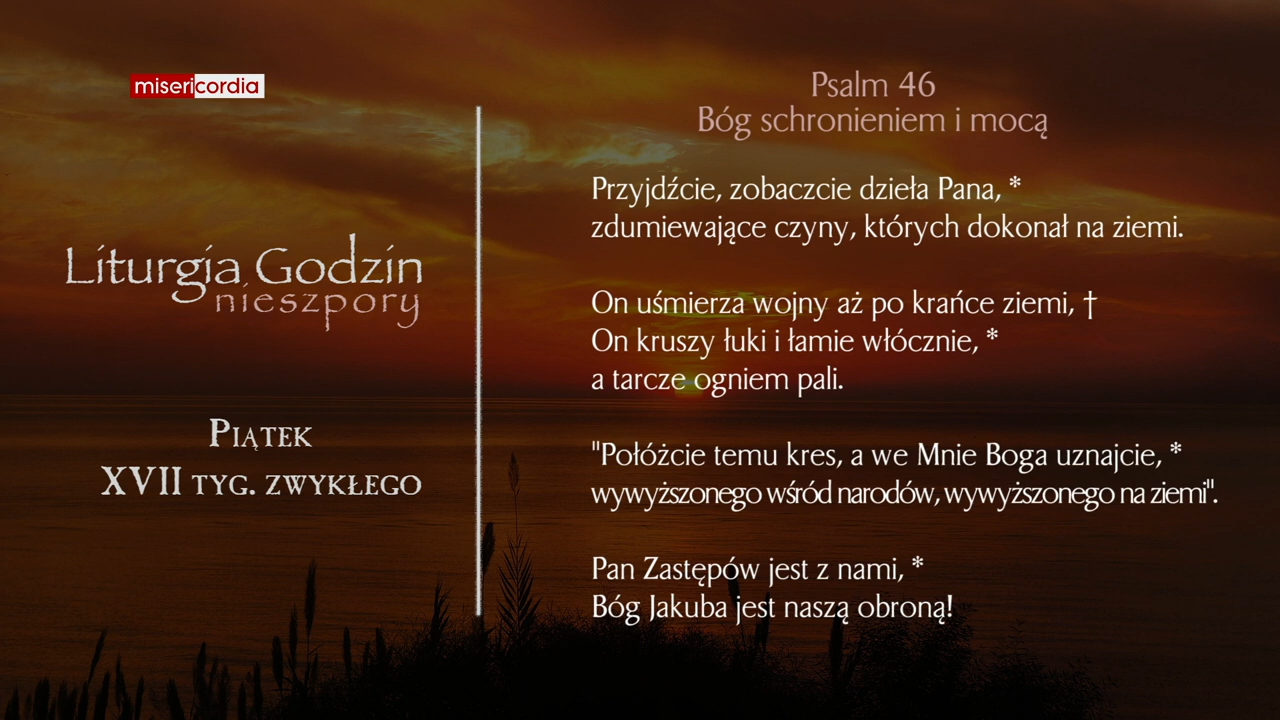 misericordia
Liturgia Godzin
nieszpory
Piątek
XVII tyg. zwykłego
Psalm 46
Bóg schronieniem i mocą
Przyjdźcie, zobaczcie dzieła Pana, *
zdumiewające czyny, których dokonał na ziemi.
On uśmierza wojny aż po krańce ziemi, †
On kruszy łuki i łamie włócznie, *
a tarcze ogniem pali.
"Połóżcie temu kres, a we Mnie Boga uznajcie, *
wywyższonego wśród narodów, wywyższonego na ziemi".
Pan Zastępów jest z nami, *
Bóg Jakuba jest naszą obroną!